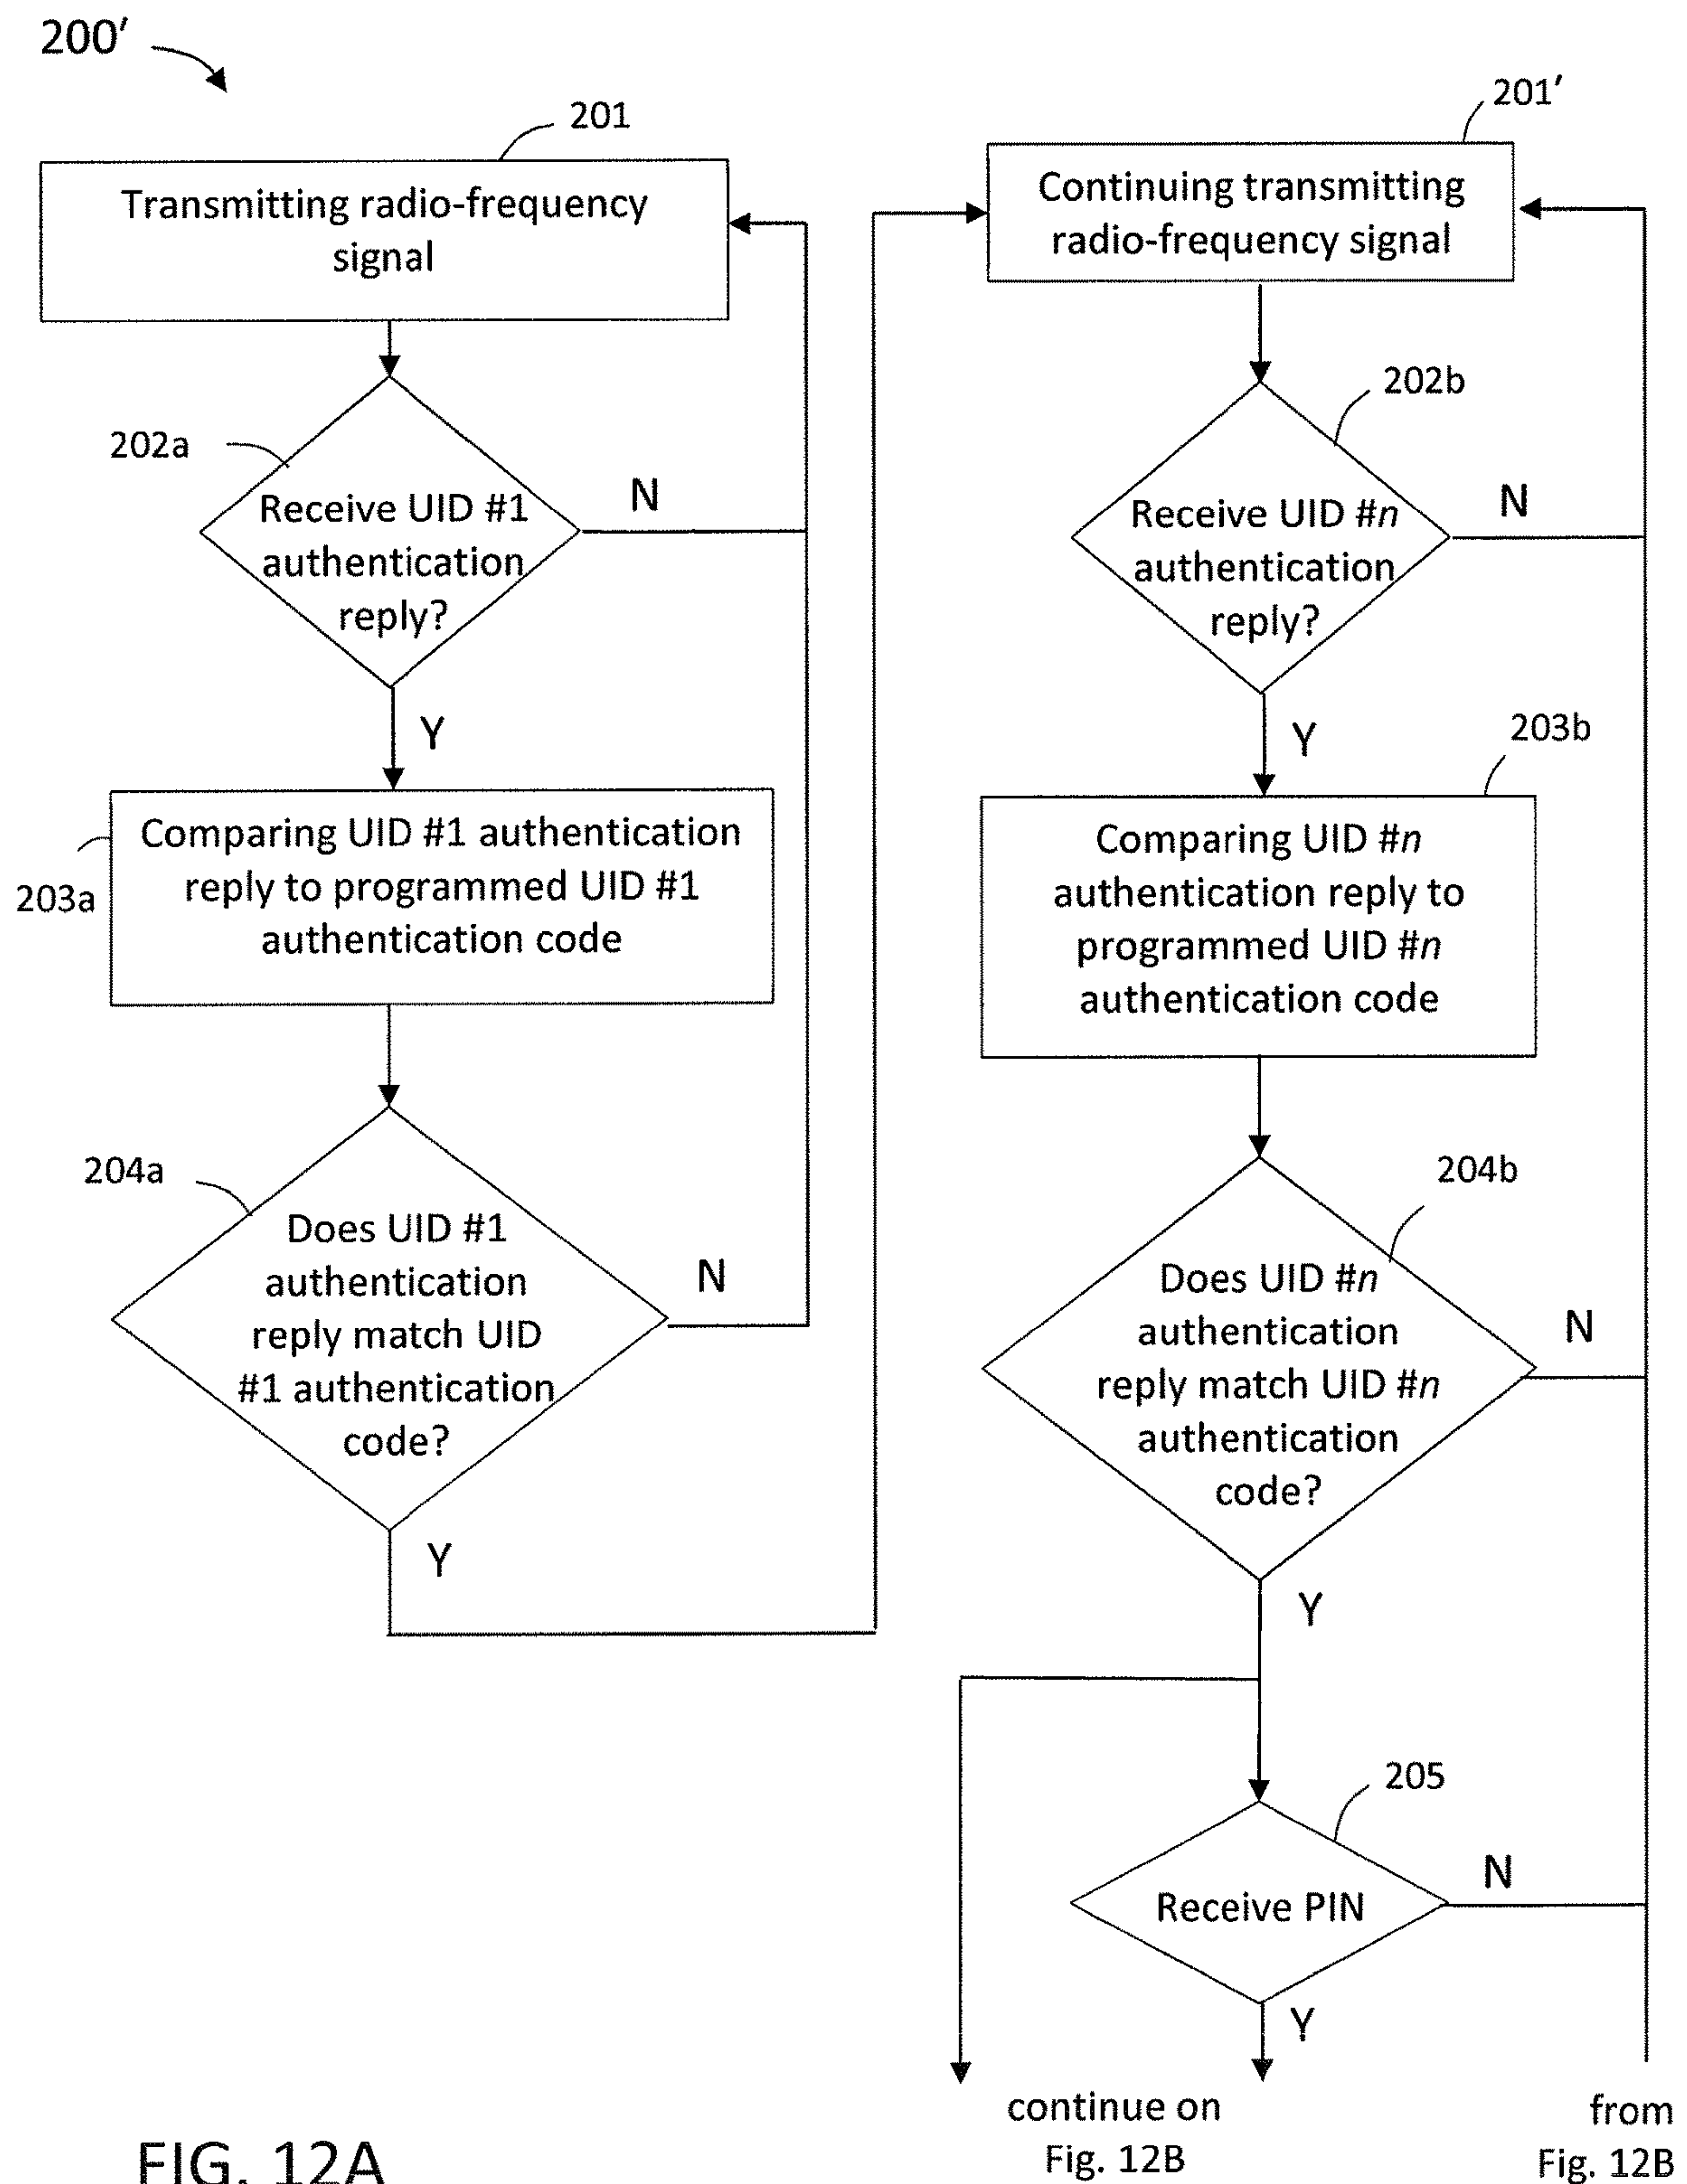 200′
201
Transmitting radio-frequency
signal
202a
Receive UID #1
authentication
reply?
N
Y
203a
Comparing UID #1 authentication
reply to programmed UID #1
authentication code
204a
Does UID #1
authentication
reply match UID
#1 authentication
code?
N
Y
201′
Continuing transmitting
radio-frequency signal
202b
Receive UID #n
authentication
reply?
N
Y
203b
Comparing UID #n
authentication reply to
programmed UID #n
authentication code
204b
Does UID #n
authentication
reply match UID #n
authentication
code?
N
Y
205
Receive PIN
N
Y
continue on
Fig. 12B
from
Fig. 12B
FIG. 12A